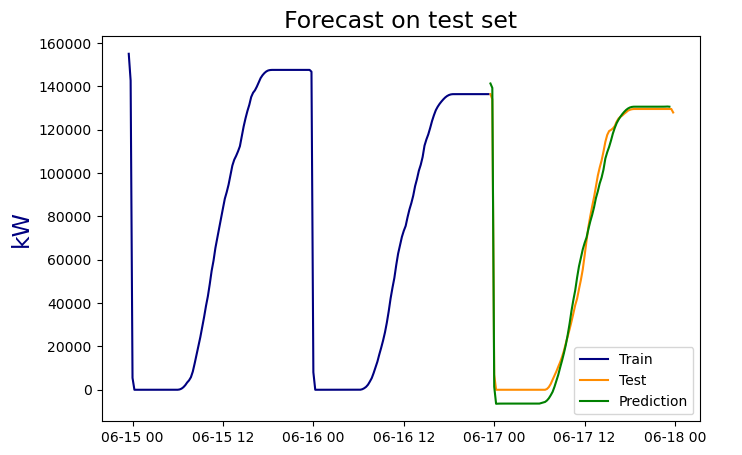 Forecast on test set
kW
160000
140000
120000
100000
80000
60000
40000
20000
0
06-15 00 06-15 12 06-16 00 06-16 12 06-17 00 06-17 12 06-18 00
Train
Test
Prediction